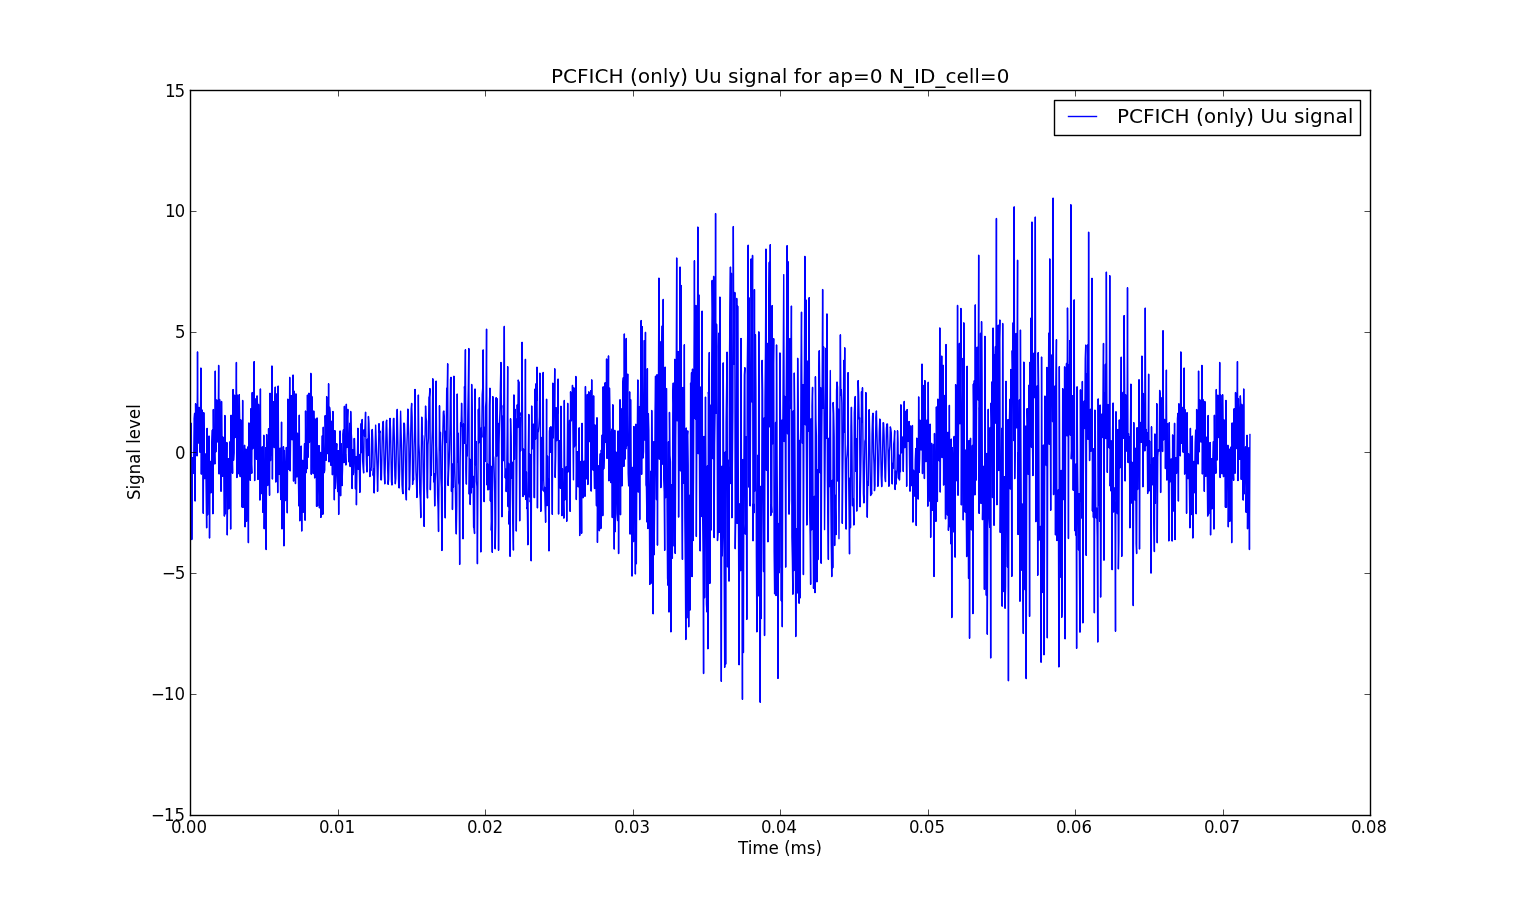 PCFICH (only) Uu signal for ap=0 N_ID_cell=0
15
PCFICH (only) Uu signal
10
5
0
−5
−10
−15
Signal level
0.00 0.01 0.02 0.03 0.04 0.05 0.06 0.07 0.08
Time (ms)